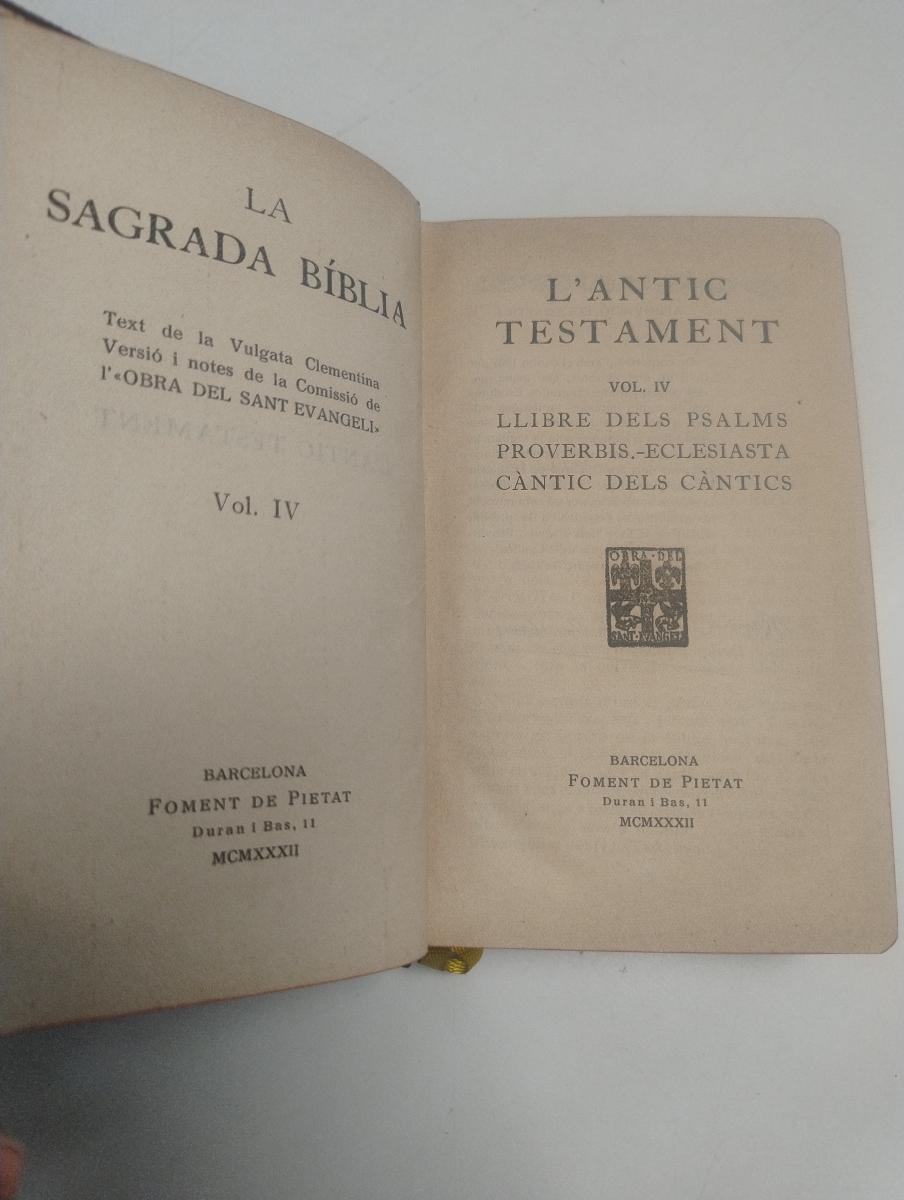 LA
SAGRADA BÍBLIA
Text de la Vulgata Clementina
Versió i notes de la Comissió de
l'«OBRA DEL SANT EVANGELI»
Vol. IV
BARCELONA
FOMENT DE PIETAT
Duran i Bas, 11
MCMXXXII
L'ANTIC
TESTAMENT
VOL. IV
LLIBRE DELS PSALMS
PROVERBIS.-ECLESIASTA
CÀNTIC DELS CÀNTICS
OBRA·DEL
SANT·EVANGELI
BARCELONA
FOMENT DE PIETAT
Duran i Bas, 11
MCMXXXII